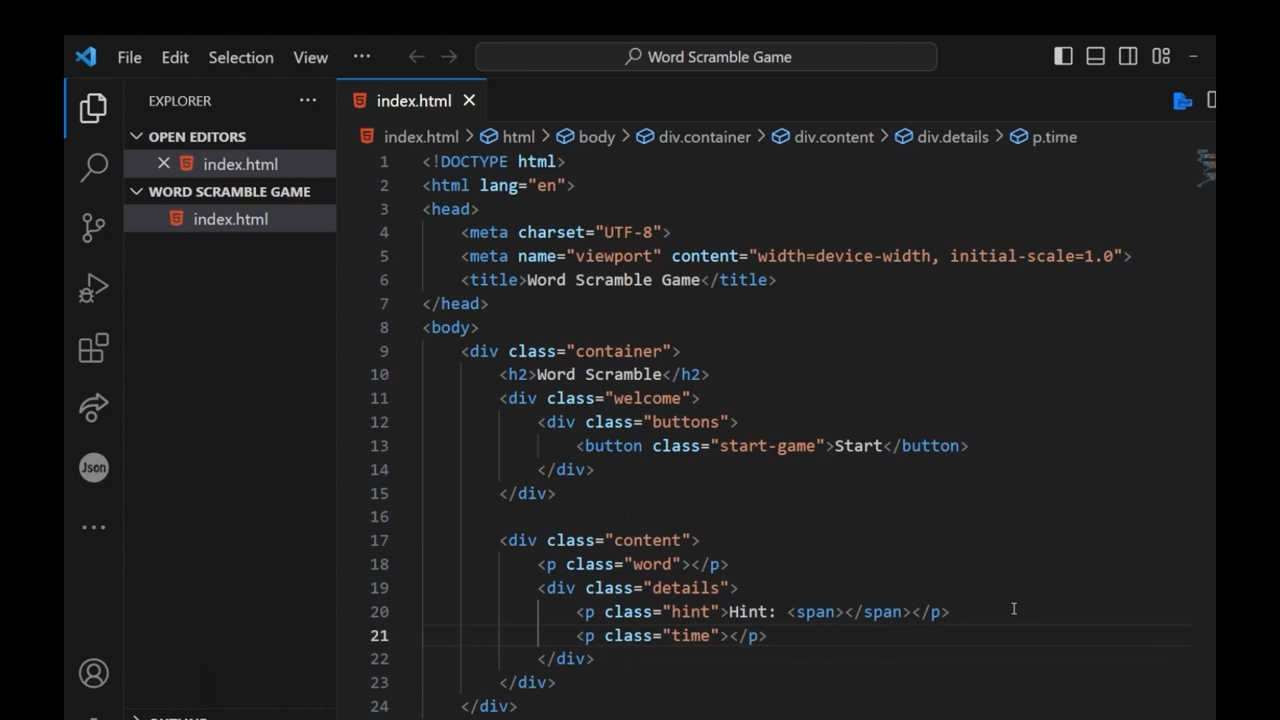 File Edit Selection View ··· Word Scramble Game
EXPLORER ··· index.html
OPEN EDITORS
index.html
WORD SCRAMBLE GAME
index.html
Json
index.html > html > body > div.container > div.content > div.details > p.time
1 <!DOCTYPE html>
2 <html lang="en">
3 <head>
4 <meta charset="UTF-8">
5 <meta name="viewport" content="width=device-width, initial-scale=1.0">
6 <title>Word Scramble Game</title>
7 </head>
8 <body>
9 <div class="container">
10 <h2>Word Scramble</h2>
11 <div class="welcome">
12 <div class="buttons">
13 <button class="start-game">Start</button>
14 </div>
15 </div>
16
17 <div class="content">
18 <p class="word"></p>
19 <div class="details">
20 <p class="hint">Hint: <span></span></p>
21 <p class="time"></p>
22 </div>
23 </div>
24 </div>